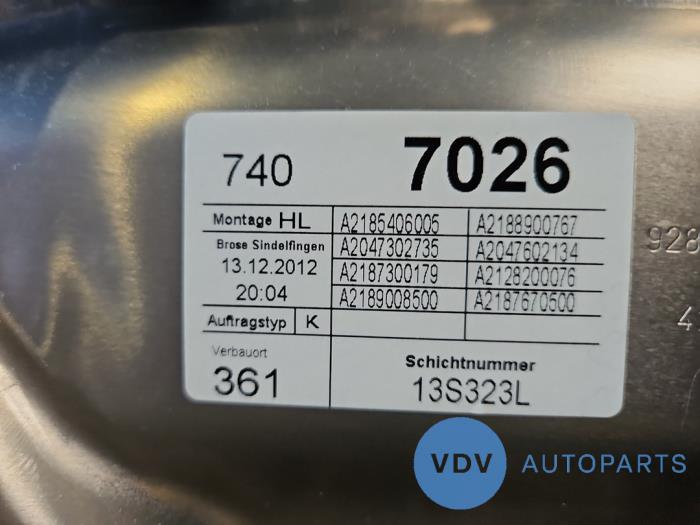 740 7026
Montage HL A2185406005 A2188900767
Brose Sindelfingen A2047302735 A2047602134
13.12.2012 A2187300179 A2128200076
20:04 A2189008500 A2187670500
Auftragstyp K
Verbauort Schichtnummer
361 13S323L
928
4
VDV AUTOPARTS